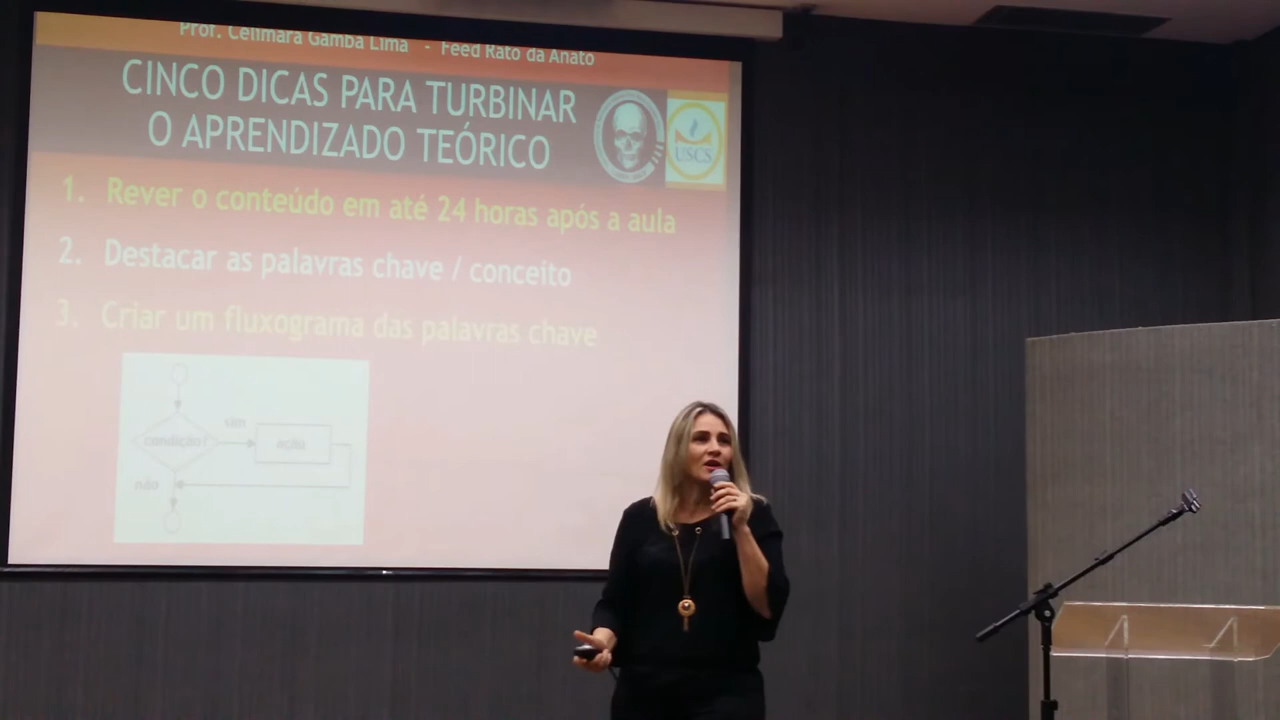 Prof. Celimara Gamba Lima - Feed Rato da Anato
CINCO DICAS PARA TURBINAR
O APRENDIZADO TEÓRICO
USCS
1. Rever o conteúdo em até 24 horas após a aula
2. Destacar as palavras chave / conceito
3. Criar um fluxograma das palavras chave
sim
condição?
ação
não